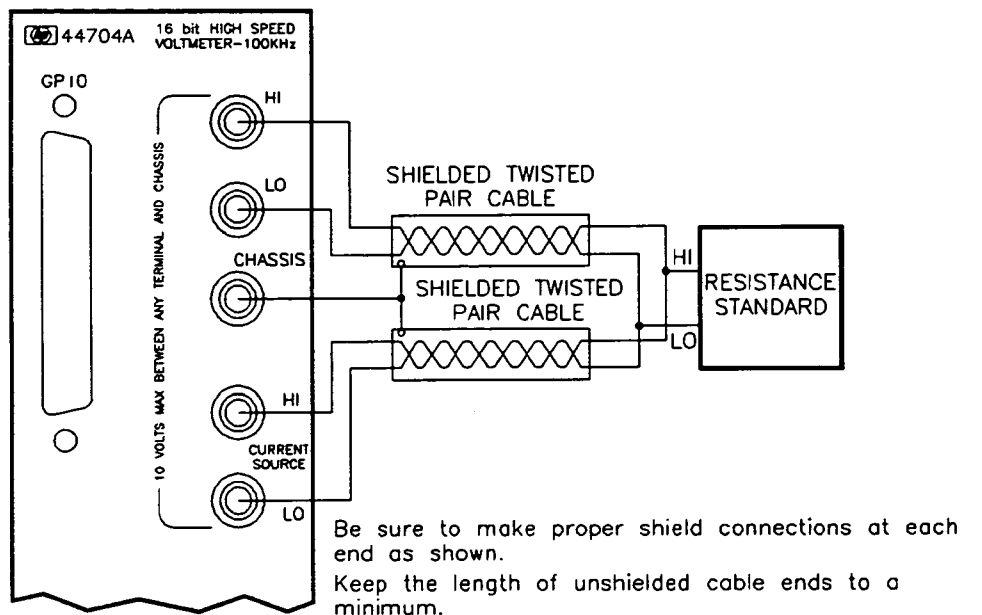 hp 44704A
16 bit HIGH SPEED
VOLTMETER-100KHz
GPIO
10 VOLTS MAX BETWEEN ANY TERMINAL AND CHASSIS
HI
LO
CHASSIS
HI
CURRENT
SOURCE
LO
SHIELDED TWISTED
PAIR CABLE
SHIELDED TWISTED
PAIR CABLE
HI
LO
RESISTANCE
STANDARD
Be sure to make proper shield connections at each
end as shown.
Keep the length of unshielded cable ends to a
minimum.